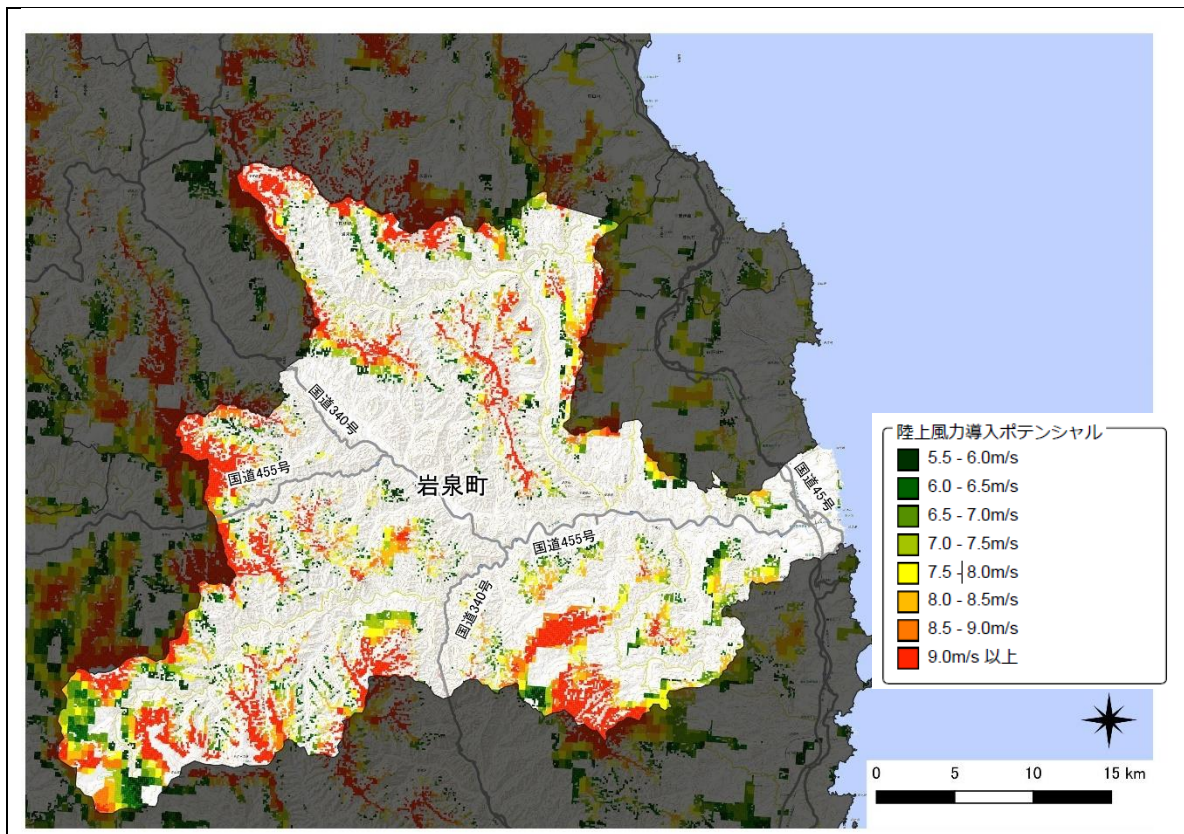 国道340号
国道455号
岩泉町
国道45号
国道455号
国道340号
陸上風力導入ポテンシャル
5.5 - 6.0m/s
6.0 - 6.5m/s
6.5 - 7.0m/s
7.0 - 7.5m/s
7.5 - 8.0m/s
8.0 - 8.5m/s
8.5 - 9.0m/s
9.0m/s 以上
0 5 10 15 km